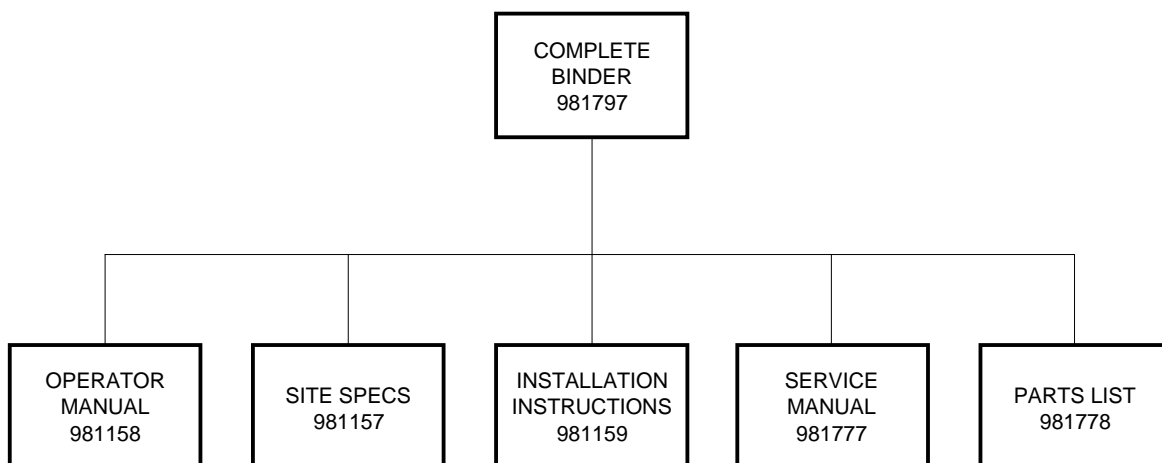 COMPLETE
BINDER
981797
OPERATOR
MANUAL
981158
SITE SPECS
981157
INSTALLATION
INSTRUCTIONS
981159
SERVICE
MANUAL
981777
PARTS LIST
981778